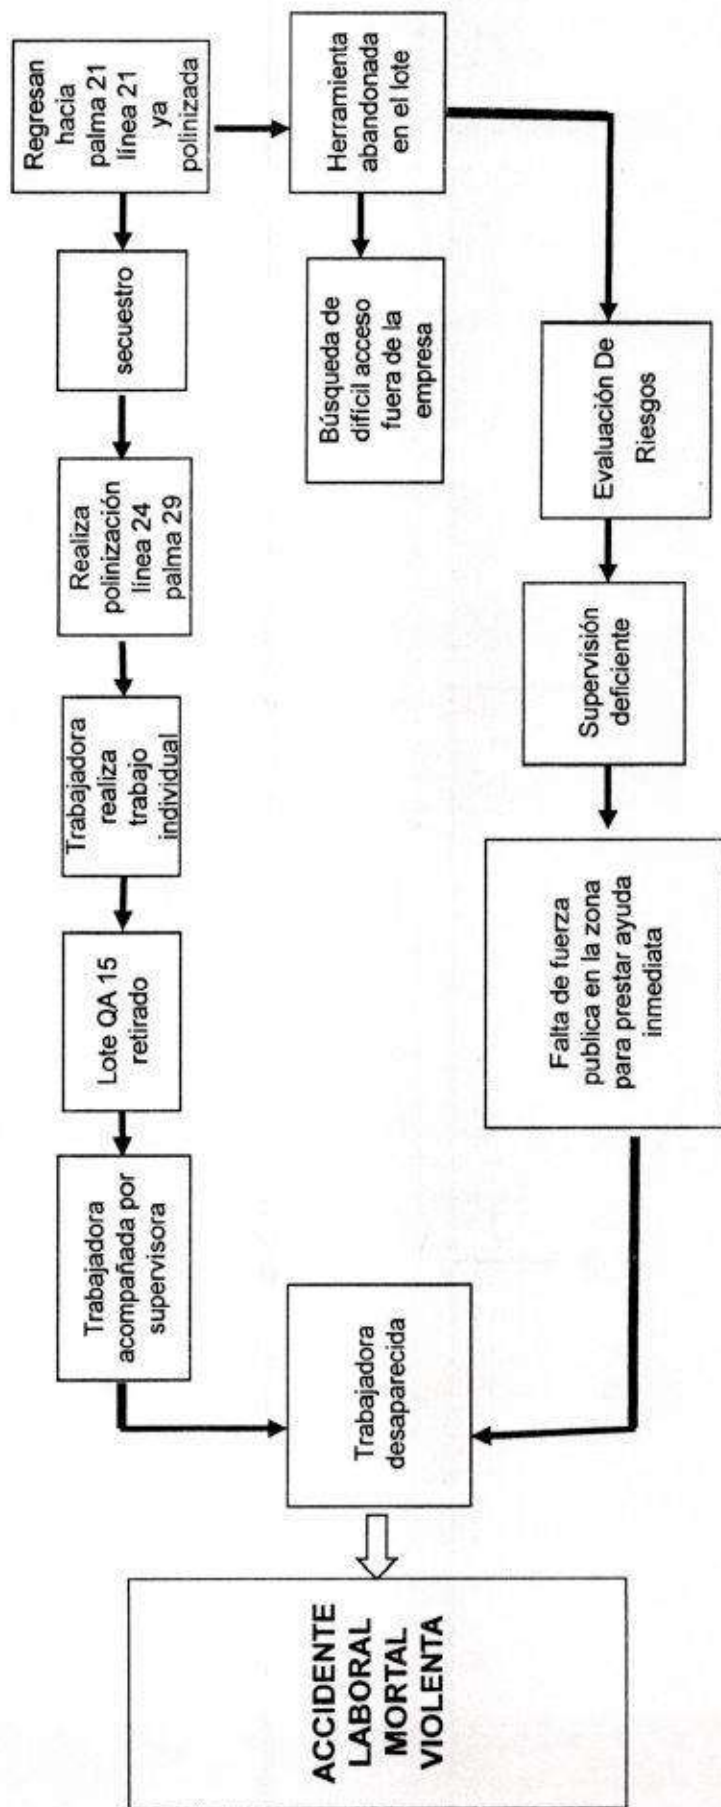 ACCIDENTE
LABORAL
MORTAL
VIOLENTA
Trabajadora
desaparecida
Trabajadora
acompañada por
supervisora
Lote QA 15
retirado
Trabajadora
realiza
trabajo
individual
Realiza
polinización
línea 24
palma 29
secuestro
Regresan
hacia
palma 21
línea 21
ya
polinizada
Herramienta
abandonada
en el lote
Búsqueda de
difícil acceso
fuera de la
empresa
Evaluación De
Riesgos
Supervisión
deficiente
Falta de fuerza
publica en la zona
para prestar ayuda
inmediata